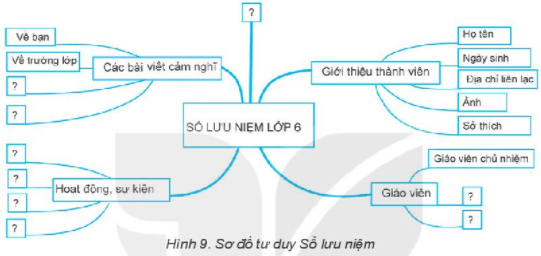 ?
Về bạn
Về trường lớp
?
?
Các bài viết cảm nghĩ
Giới thiệu thành viên
Họ tên
Ngày sinh
Địa chỉ liên lạc
Ảnh
Sở thích
SỔ LƯU NIỆM LỚP 6
?
?
?
?
Hoạt động, sự kiện
Giáo viên
Giáo viên chủ nhiệm
?
?
Hình 9. Sơ đồ tư duy Sổ lưu niệm